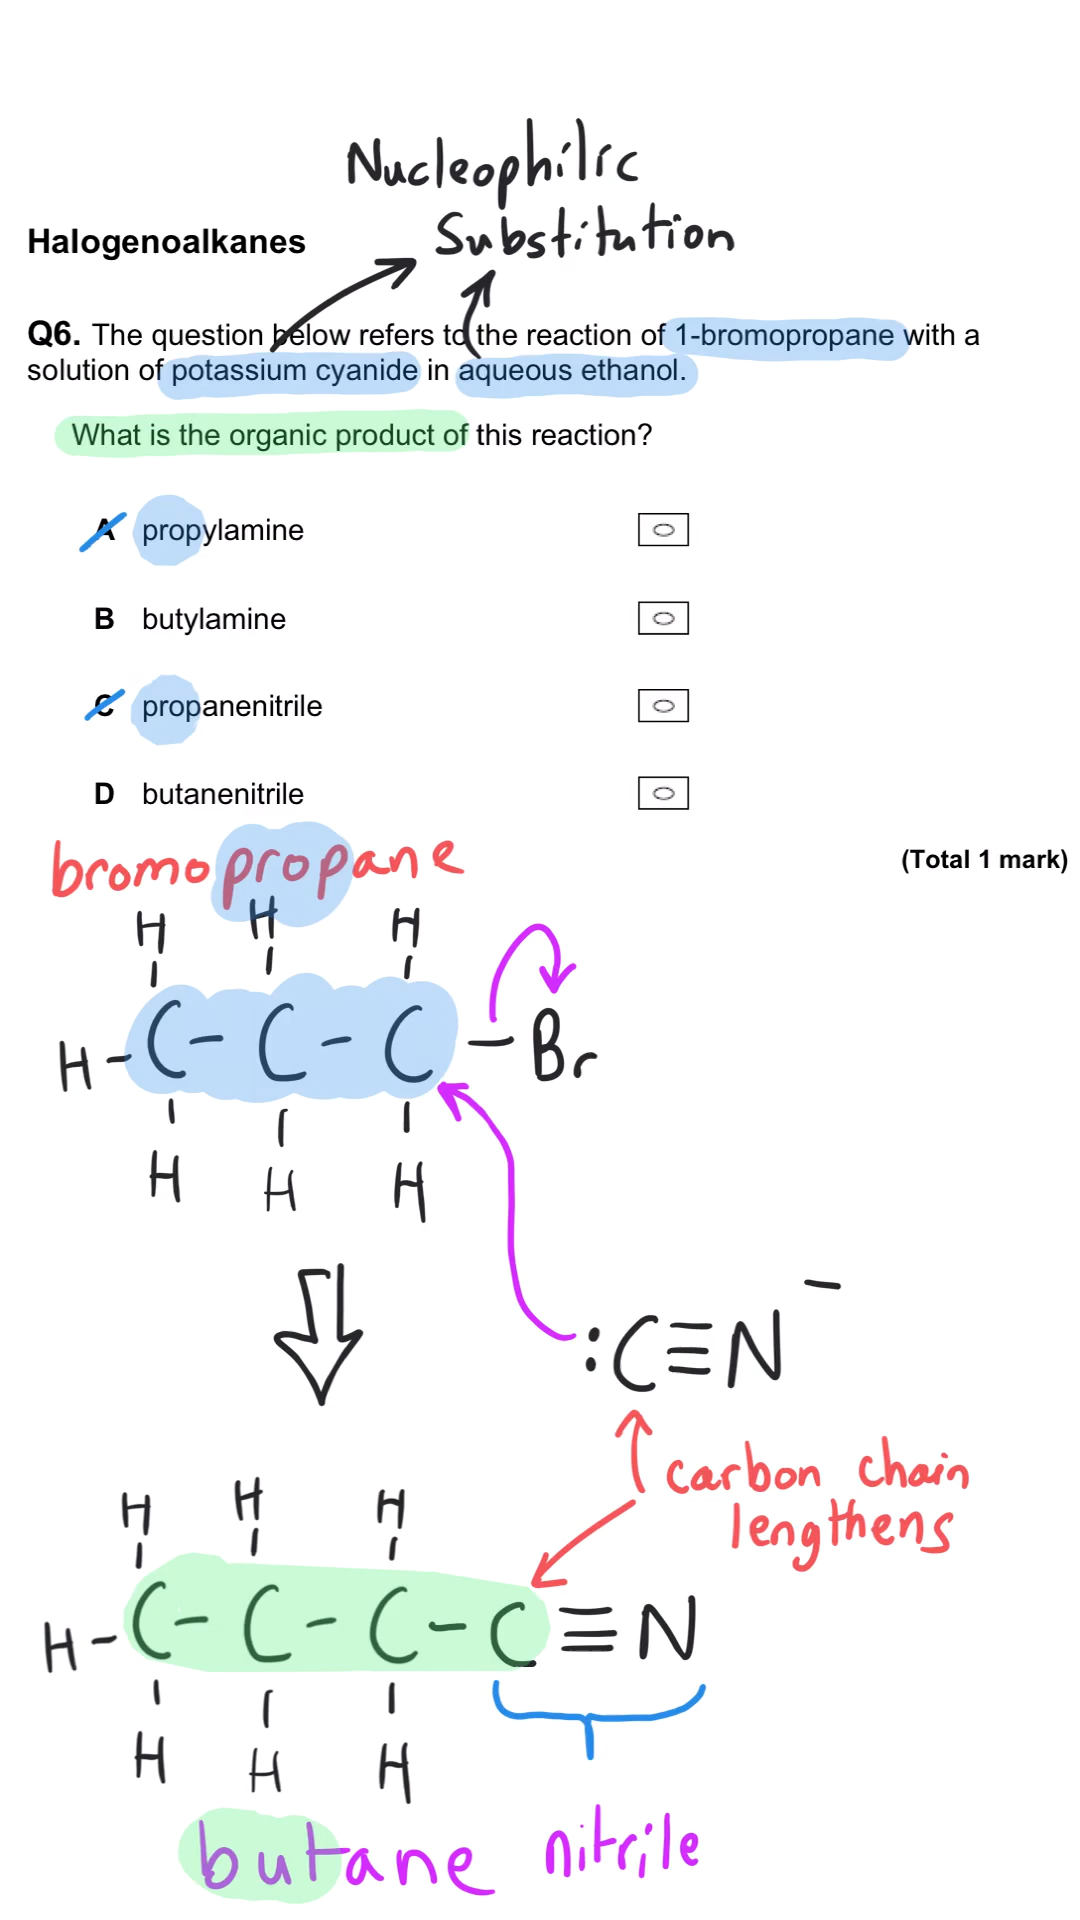 Nucleophilic
Substitution
Halogenoalkanes
Q6. The question below refers to the reaction of 1-bromopropane with a
solution of potassium cyanide in aqueous ethanol.
What is the organic product of this reaction?
A propylamine
B butylamine
C propanenitrile
D butanenitrile
(Total 1 mark)
bromopropane
H H H
H - C - C - C - Br
H H H
:C≡N −
carbon chain
lengthens
H H H
H - C - C - C - C ≡ N
H H H
butane nitrile